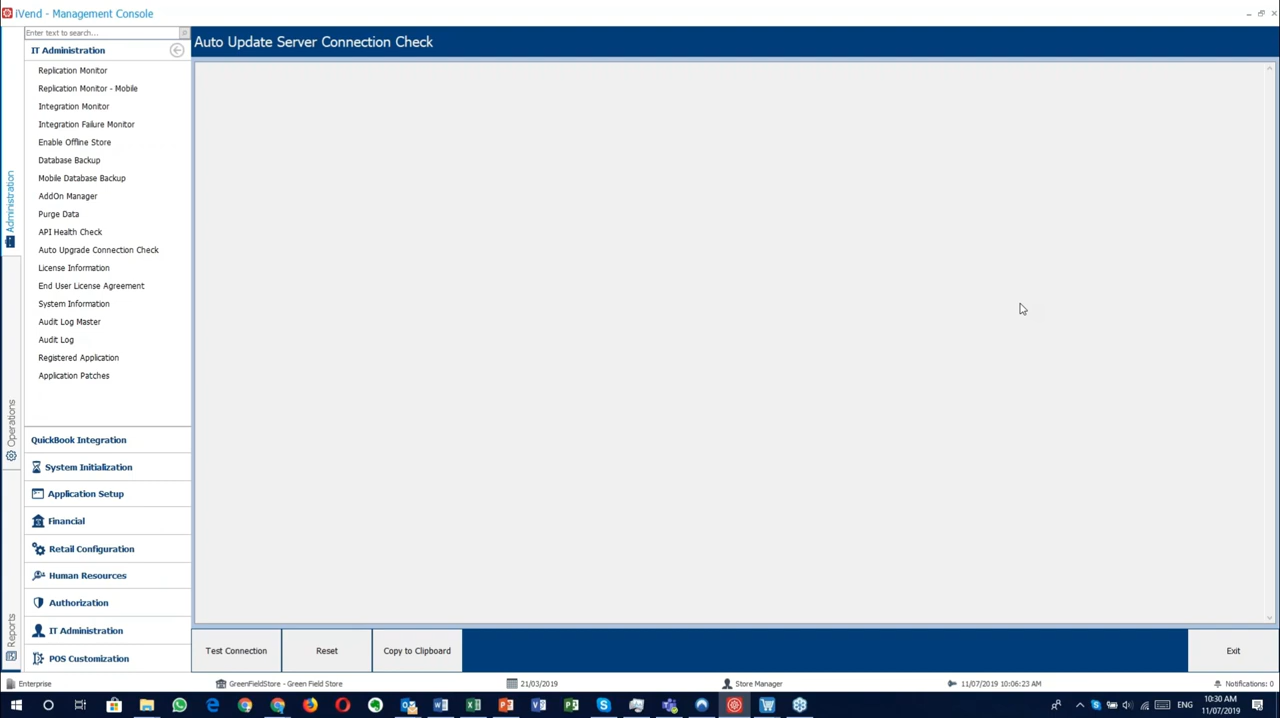 iVend - Management Console
Enter text to search...
IT Administration
Auto Update Server Connection Check
Replication Monitor
Replication Monitor - Mobile
Integration Monitor
Integration Failure Monitor
Enable Offline Store
Database Backup
Mobile Database Backup
AddOn Manager
Purge Data
API Health Check
Auto Upgrade Connection Check
License Information
End User License Agreement
System Information
Audit Log Master
Audit Log
Registered Application
Application Patches
Administration
Operations
Reports
QuickBook Integration
System Initialization
Application Setup
Financial
Retail Configuration
Human Resources
Authorization
IT Administration
POS Customization
Test Connection
Reset
Copy to Clipboard
Exit
Enterprise
GreenFieldStore - Green Field Store
21/03/2019
Store Manager
11/07/2019 10:06:23 AM
Notifications: 0
ENG
10:30 AM
11/07/2019